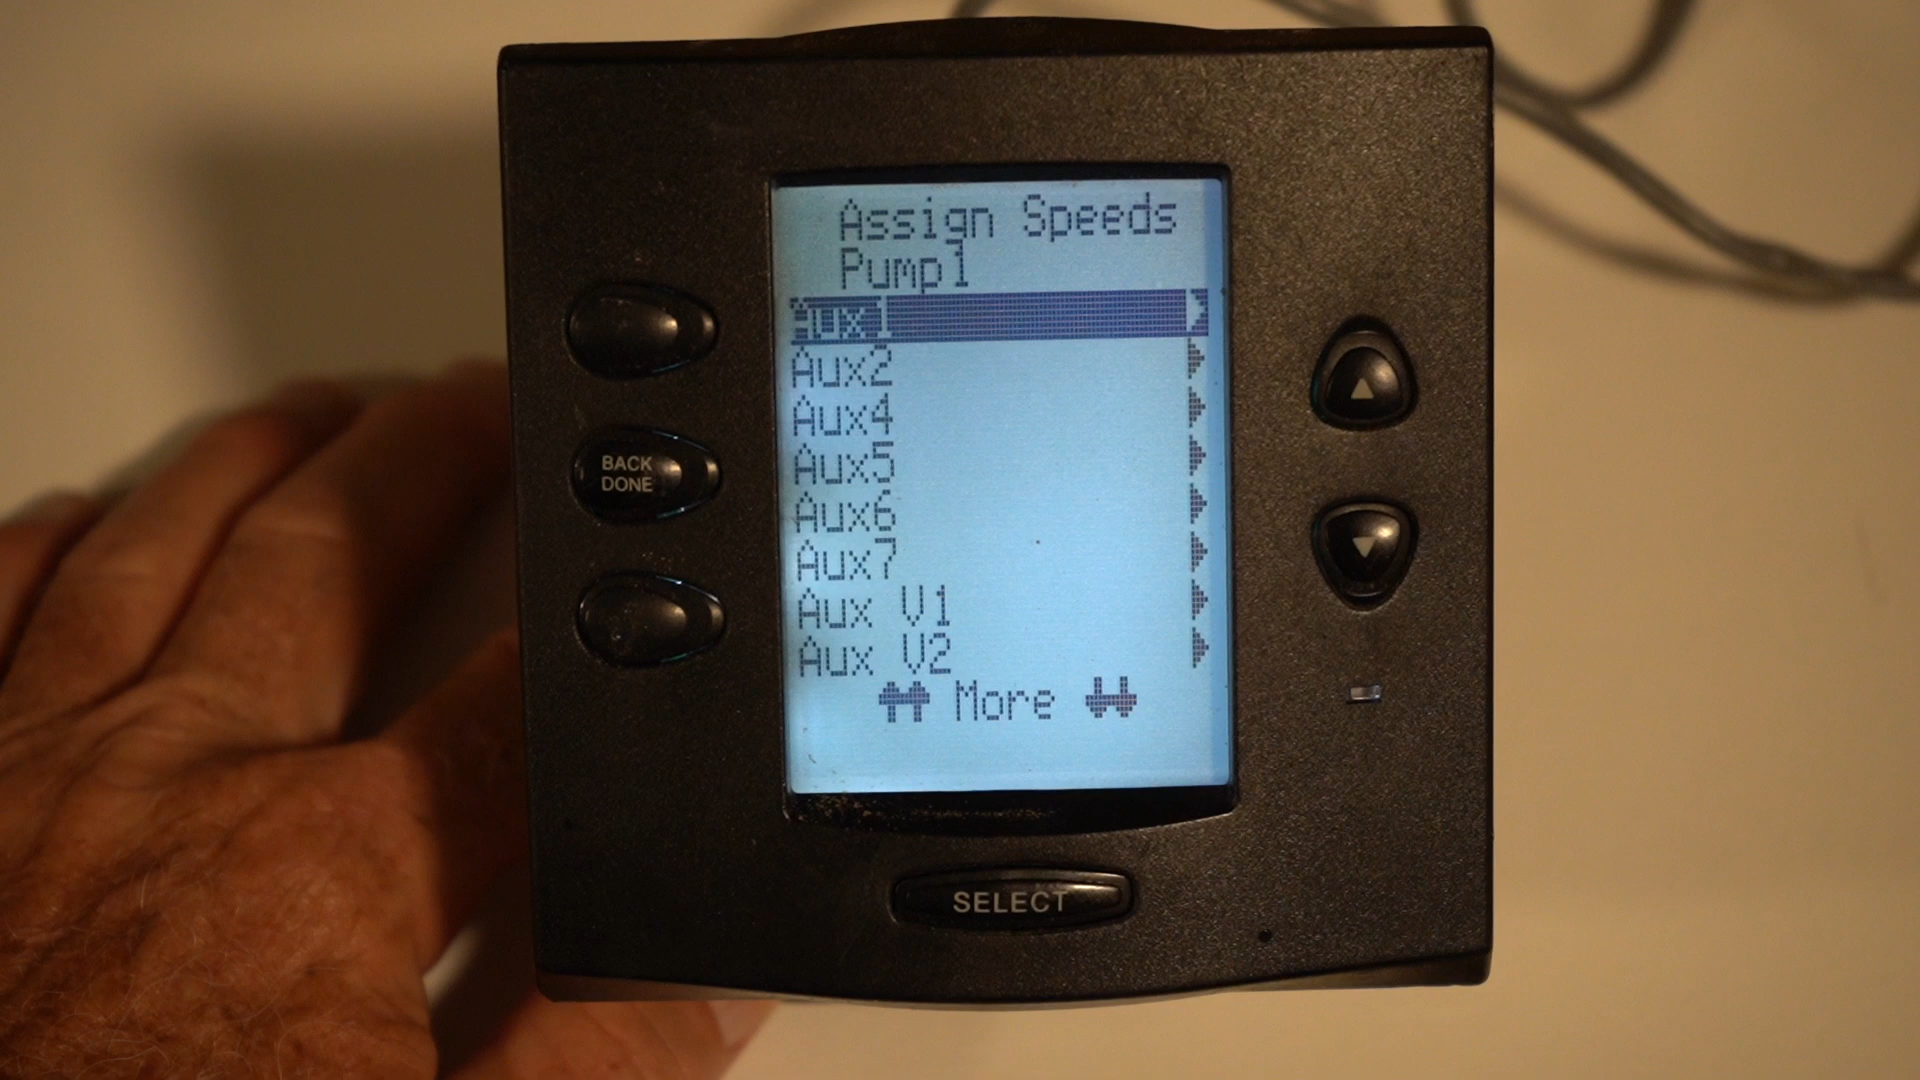 Assign Speeds
Pump1
Aux1
Aux2
Aux4
Aux5
Aux6
Aux7
Aux V1
Aux V2
More
BACK
DONE
SELECT